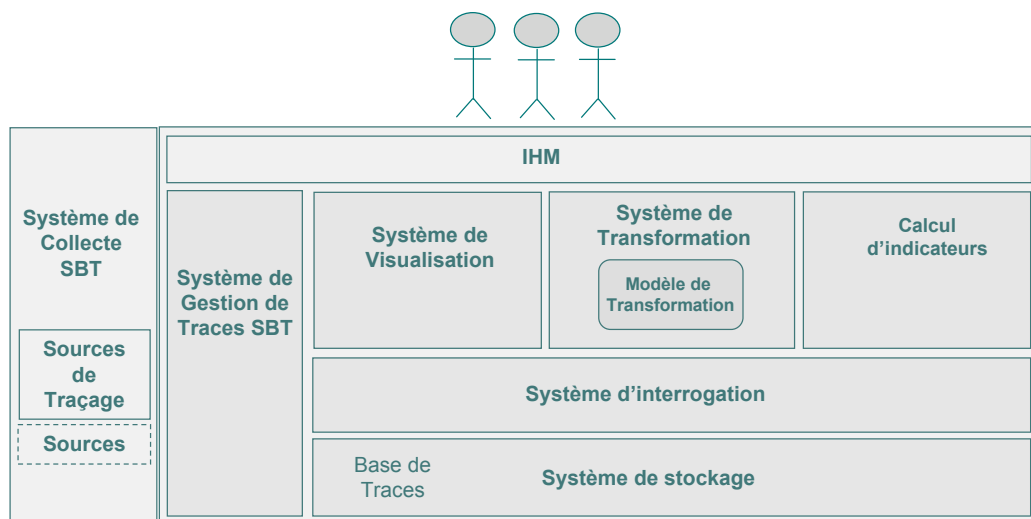 IHM
Système de
Collecte
SBT
Sources
de
Traçage
Sources
Système de
Gestion de
Traces SBT
Système de
Visualisation
Système de
Transformation
Modèle de
Transformation
Calcul
d’indicateurs
Système d’interrogation
Base de
Traces
Système de stockage